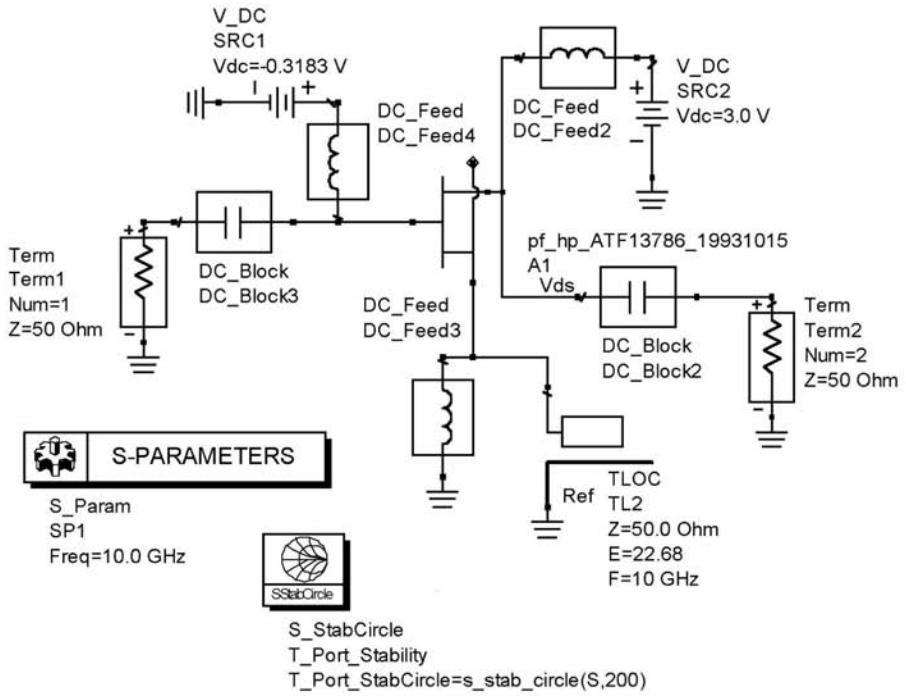 V_DC
SRC1
Vdc=-0.3183 V
DC_Feed
DC_Feed4
DC_Feed
DC_Feed2
V_DC
SRC2
Vdc=3.0 V
Term
Term1
Num=1
Z=50 Ohm
DC_Block
DC_Block3
pf_hp_ATF13786_19931015
A1
Vds
DC_Feed
DC_Feed3
DC_Block
DC_Block2
Term
Term2
Num=2
Z=50 Ohm
S-PARAMETERS
S_Param
SP1
Freq=10.0 GHz
Ref
TLOC
TL2
Z=50.0 Ohm
E=22.68
F=10 GHz
SStabCircle
S_StabCircle
T_Port_Stability
T_Port_StabCircle=s_stab_circle(S,200)